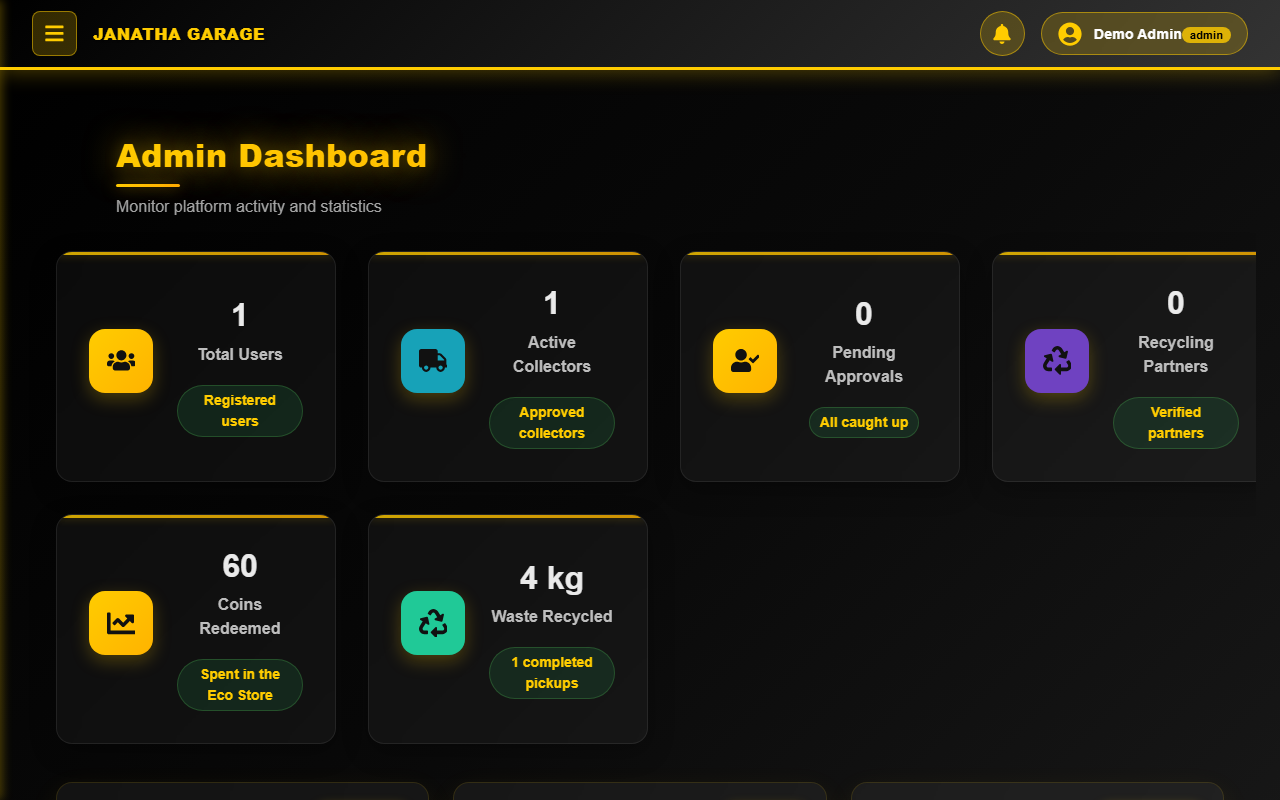 JANATHA GARAGE
Demo Admin admin
Admin Dashboard
Monitor platform activity and statistics
1
Total Users
Registered
users
1
Active
Collectors
Approved
collectors
0
Pending
Approvals
All caught up
0
Recycling
Partners
Verified
partners
60
Coins
Redeemed
Spent in the
Eco Store
4 kg
Waste Recycled
1 completed
pickups